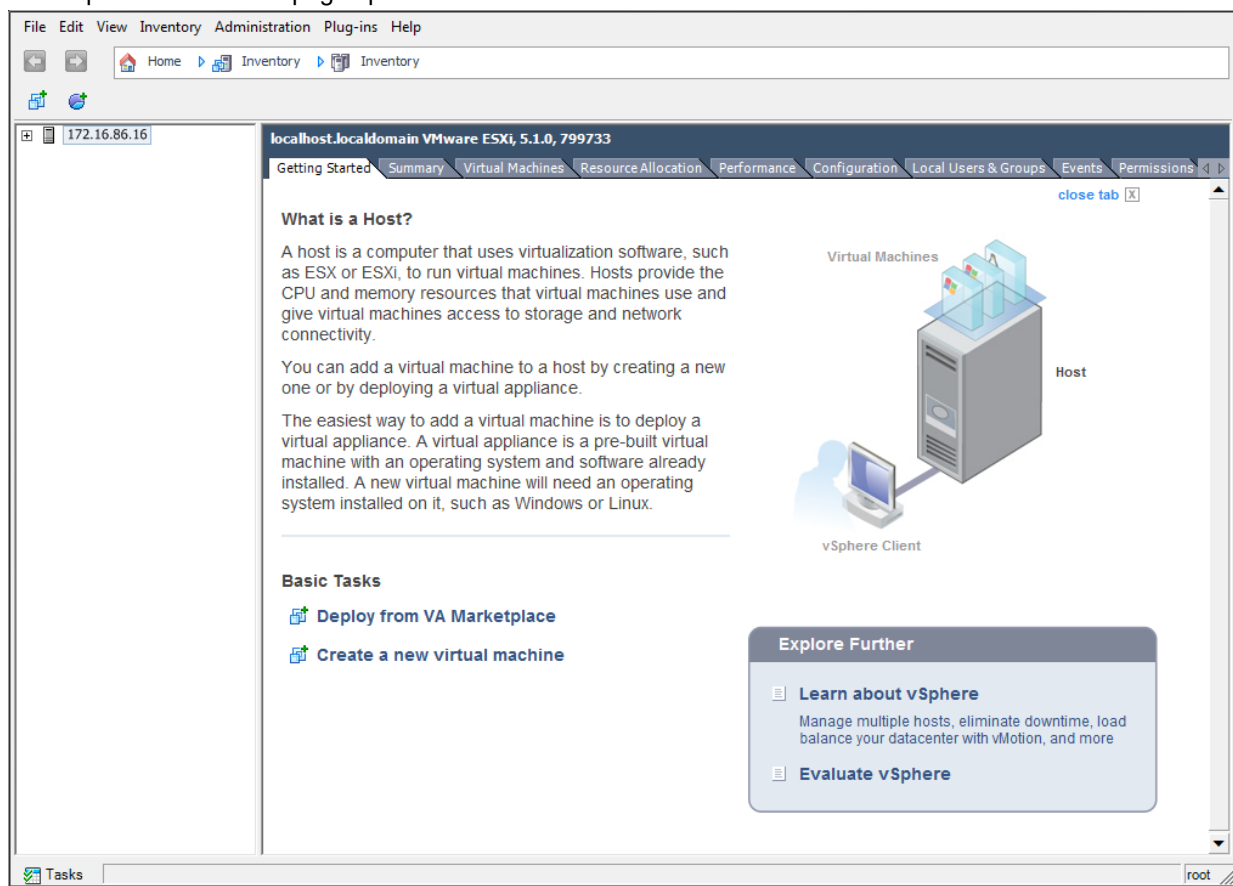 File Edit View Inventory Administration Plug-ins Help
Home Inventory Inventory
172.16.86.16
localhost.localdomain VMware ESXi, 5.1.0, 799733
Getting Started Summary Virtual Machines Resource Allocation Performance Configuration Local Users & Groups Events Permissions
close tab X
What is a Host?
A host is a computer that uses virtualization software, such
as ESX or ESXi, to run virtual machines. Hosts provide the
CPU and memory resources that virtual machines use and
give virtual machines access to storage and network
connectivity.
You can add a virtual machine to a host by creating a new
one or by deploying a virtual appliance.
The easiest way to add a virtual machine is to deploy a
virtual appliance. A virtual appliance is a pre-built virtual
machine with an operating system and software already
installed. A new virtual machine will need an operating
system installed on it, such as Windows or Linux.
Virtual Machines
Host
vSphere Client
Basic Tasks
Deploy from VA Marketplace
Create a new virtual machine
Explore Further
Learn about vSphere
Manage multiple hosts, eliminate downtime, load
balance your datacenter with vMotion, and more
Evaluate vSphere
Tasks
root